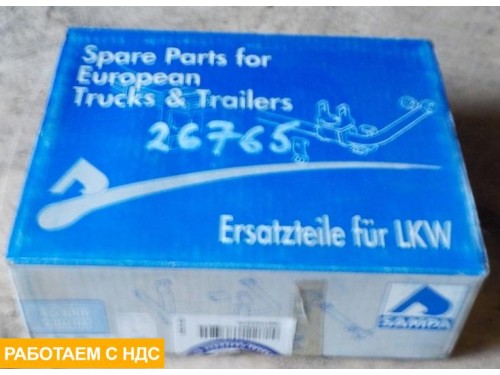 Spare Parts for
European
Trucks & Trailers
26765
Ersatzteile für LKW
SAMPA
РАБОТАЕМ С НДС